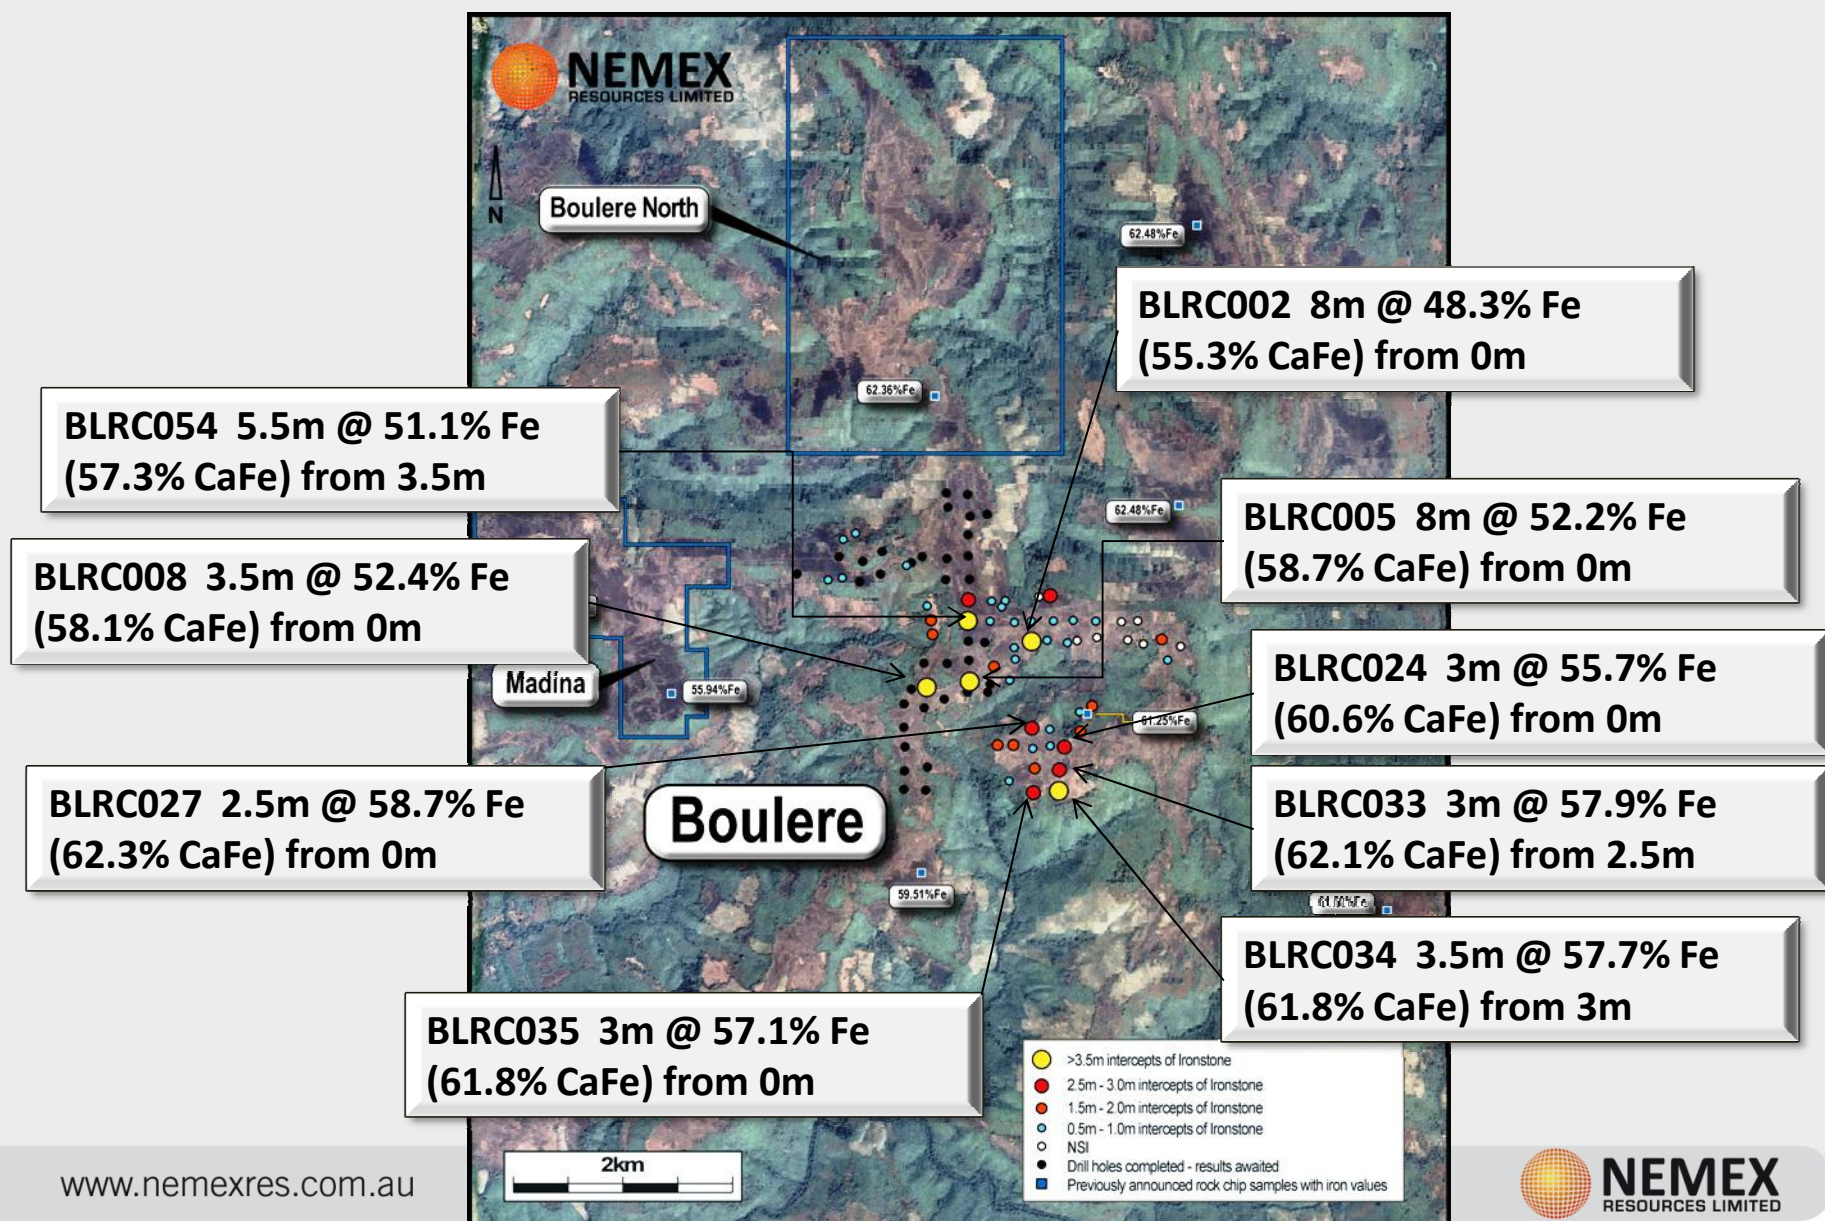 NEMEX
RESOURCES LIMITED
N
Boulere North
62.48%Fe
BLRC002 8m @ 48.3% Fe
(55.3% CaFe) from 0m
62.36%Fe
BLRC054 5.5m @ 51.1% Fe
(57.3% CaFe) from 3.5m
62.48%Fe
BLRC005 8m @ 52.2% Fe
(58.7% CaFe) from 0m
BLRC008 3.5m @ 52.4% Fe
(58.1% CaFe) from 0m
Madina
55.94%Fe
BLRC024 3m @ 55.7% Fe
(60.6% CaFe) from 0m
61.25%Fe
BLRC027 2.5m @ 58.7% Fe
(62.3% CaFe) from 0m
Boulere
BLRC033 3m @ 57.9% Fe
(62.1% CaFe) from 2.5m
59.51%Fe
BLRC034 3.5m @ 57.7% Fe
(61.8% CaFe) from 3m
BLRC035 3m @ 57.1% Fe
(61.8% CaFe) from 0m
>3.5m intercepts of Ironstone
2.5m - 3.0m intercepts of Ironstone
1.5m - 2.0m intercepts of Ironstone
0.5m - 1.0m intercepts of Ironstone
NSI
Drill holes completed - results awaited
Previously announced rock chip samples with iron values
2km
www.nemexres.com.au
NEMEX
RESOURCES LIMITED